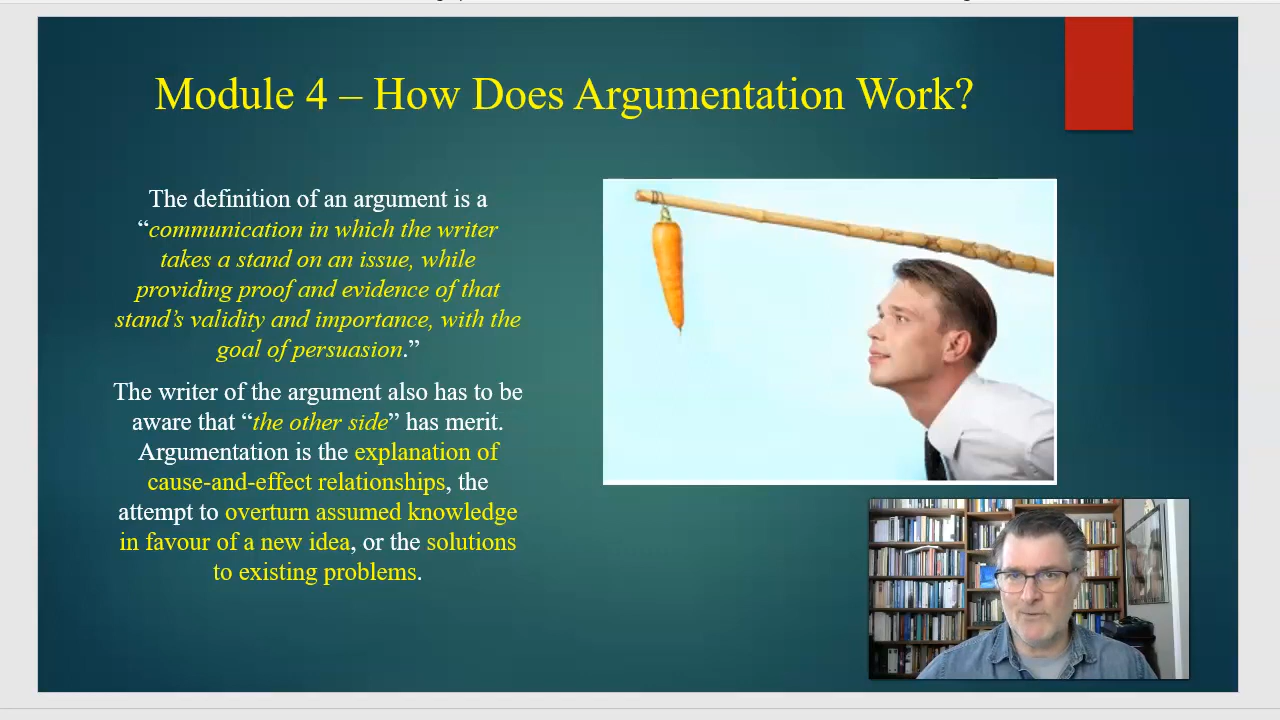 Module 4 – How Does Argumentation Work?
The definition of an argument is a
“communication in which the writer
takes a stand on an issue, while
providing proof and evidence of that
stand’s validity and importance, with the
goal of persuasion.”
The writer of the argument also has to be
aware that “the other side” has merit.
Argumentation is the explanation of
cause-and-effect relationships, the
attempt to overturn assumed knowledge
in favour of a new idea, or the solutions
to existing problems.